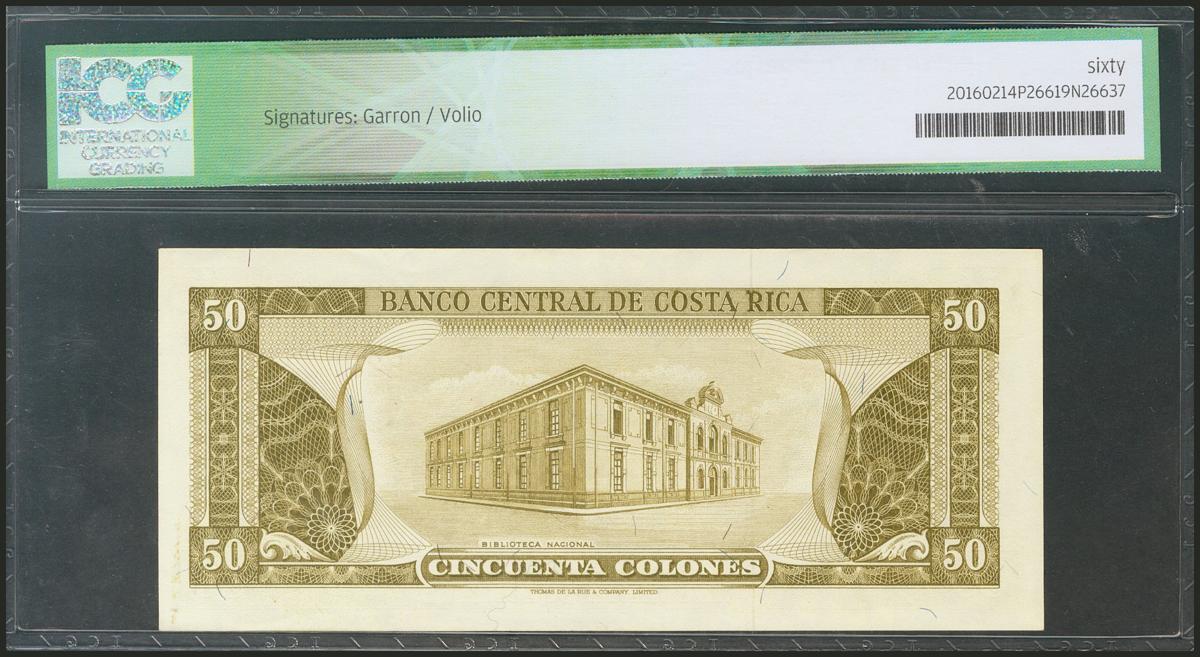 ICG
INTERNATIONAL
CURRENCY
GRADING
Signatures: Garron / Volio
sixty
20160214P26619N26637
50 BANCO CENTRAL DE COSTA RICA 50
BIBLIOTECA NACIONAL
50 CINCUENTA COLONES 50
THOMAS DE LA RUE & COMPANY, LIMITED